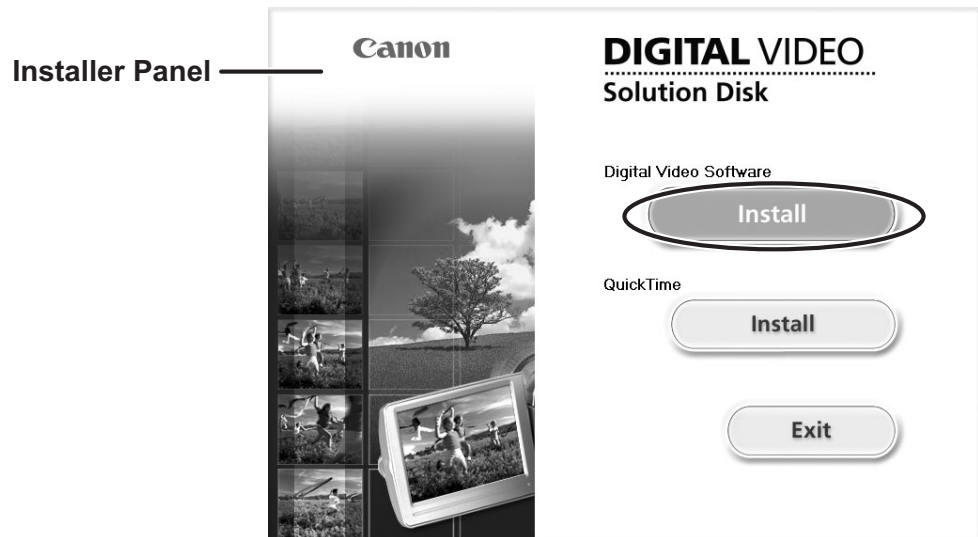 Installer Panel
Canon
DIGITAL VIDEO
Solution Disk
Digital Video Software
Install
QuickTime
Install
Exit